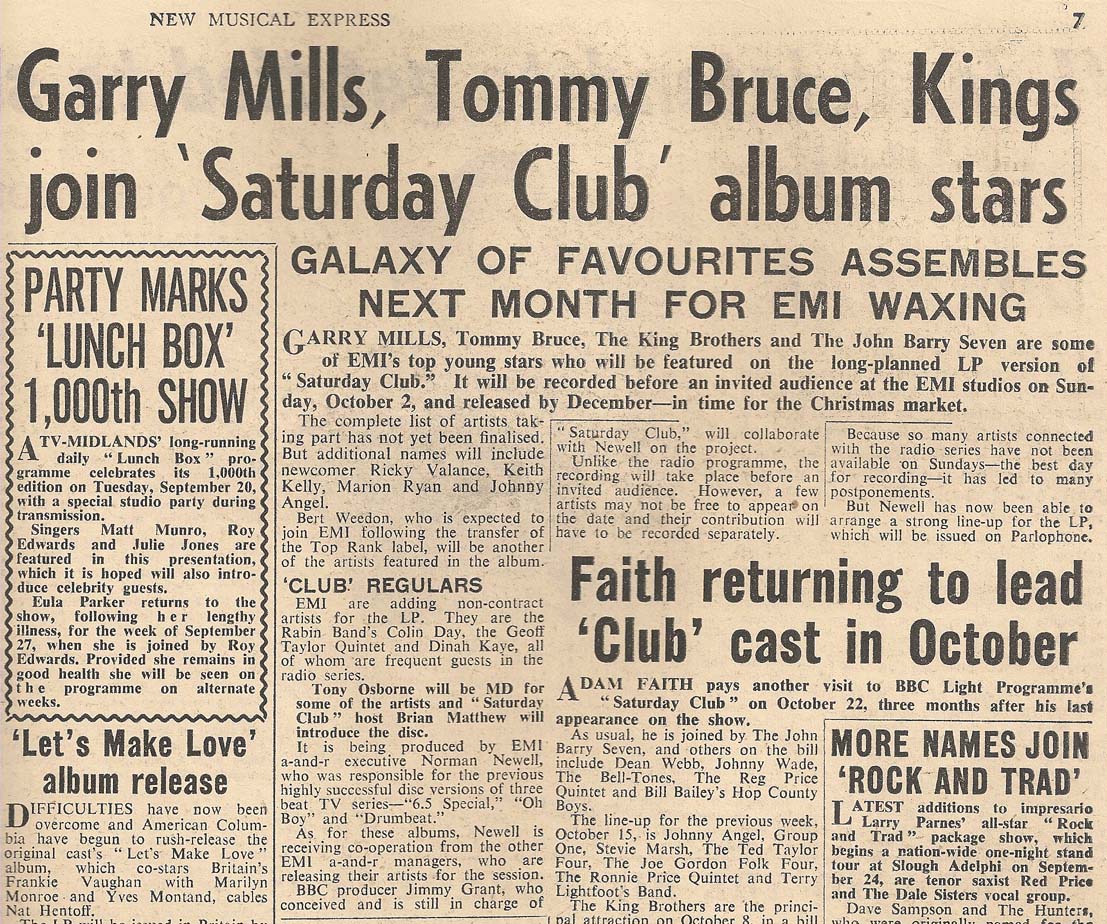 NEW MUSICAL EXPRESS
7
Garry Mills, Tommy Bruce, Kings
join 'Saturday Club' album stars
PARTY MARKS
'LUNCH BOX'
1,000th SHOW
ATV-MIDLANDS' long-running
daily "Lunch Box" pro-
gramme celebrates its 1,000th
edition on Tuesday, September 20,
with a special studio party during
transmission.
Singers Matt Munro, Roy
Edwards and Julie Jones are
featured in this presentation,
which it is hoped will also intro-
duce celebrity guests.
Eula Parker returns to the
show, following her lengthy
illness, for the week of September
27, when she is joined by Roy
Edwards. Provided she remains in
good health she will be seen on
the programme on alternate
weeks.
'Let's Make Love'
album release
DIFFICULTIES have now been
overcome and American Colum-
bia have begun to rush-release the
original cast's "Let's Make Love"
album, which co-stars Britain's
Frankie Vaughan with Marilyn
Monroe and Yves Montand, cables
Nat Hentoff.
GALAXY OF FAVOURITES ASSEMBLES
NEXT MONTH FOR EMI WAXING
GARRY MILLS, Tommy Bruce, The King Brothers and The John Barry Seven are some
of EMI's top young stars who will be featured on the long-planned LP version of
"Saturday Club." It will be recorded before an invited audience at the EMI studios on Sun-
day, October 2, and released by December—in time for the Christmas market.
The complete list of artists tak-
ing part has not yet been finalised.
But additional names will include
newcomer Ricky Valance, Keith
Kelly, Marion Ryan and Johnny
Angel.
Bert Weedon, who is expected to
join EMI following the transfer of
the Top Rank label, will be another
of the artists featured in the album.
'CLUB' REGULARS
EMI are adding non-contract
artists for the LP. They are the
Rabin Band's Colin Day, the Geoff
Taylor Quintet and Dinah Kaye, all
of whom are frequent guests in the
radio series.
Tony Osborne will be MD for
some of the artists and "Saturday
Club" host Brian Matthew will
introduce the disc.
It is being produced by EMI
a-and-r executive Norman Newell,
who was responsible for the previous
highly successful disc versions of three
beat TV series—"6.5 Special," "Oh
Boy" and "Drumbeat."
As for these albums, Newell is
receiving co-operation from the other
EMI a-and-r managers, who are
releasing their artists for the session.
BBC producer Jimmy Grant, who
conceived and is still in charge of
"Saturday Club," will collaborate
with Newell on the project.
Unlike the radio programme, the
recording will take place before an
invited audience. However, a few
artists may not be free to appear on
the date and their contribution will
have to be recorded separately.
Because so many artists connected
with the radio series have not been
available on Sundays—the best day
for recording—it has led to many
postponements.
But Newell has now been able to
arrange a strong line-up for the LP,
which will be issued on Parlophone.
Faith returning to lead
'Club' cast in October
ADAM FAITH pays another visit to BBC Light Programme's
"Saturday Club" on October 22, three months after his last
appearance on the show.
As usual, he is joined by The John
Barry Seven, and others on the bill
include Dean Webb, Johnny Wade,
The Bell-Tones, The Reg Price
Quintet and Bill Bailey's Hop County
Boys.
The line-up for the previous week,
October 15, is Johnny Angel, Group
One, Stevie Marsh, The Ted Taylor
Four, The Joe Gordon Folk Four,
The Ronnie Price Quintet and Terry
Lightfoot's Band.
The King Brothers are the princi-
pal attraction on October 8, in a bill
MORE NAMES JOIN
'ROCK AND TRAD'
LATEST additions to impresario
Larry Parnes' all-star "Rock
and Trad" package show, which
begins a nation-wide one-night stand
tour at Slough Adelphi on Septem-
ber 24, are tenor saxist Red Price
and The Dale Sisters vocal group.
Dave Sampson and The Hunters,